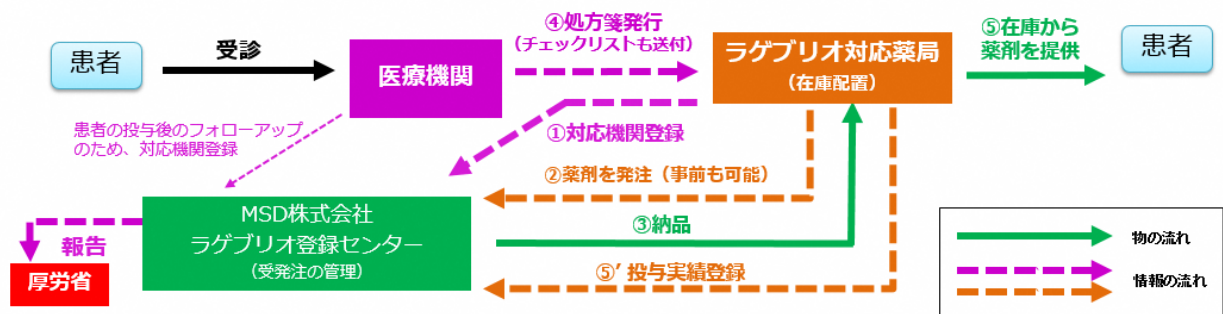 患者
受診
医療機関
④処方箋発行
（チェックリストも送付）
ラゲブリオ対応薬局
（在庫配置）
⑤在庫から
薬剤を提供
患者
患者の投与後のフォローアップ
のため、対応機関登録
①対応機関登録
②薬剤を発注（事前も可能）
MSD株式会社
ラゲブリオ登録センター
（受発注の管理）
③納品
⑤’投与実績登録
報告
厚労省
物の流れ
情報の流れ